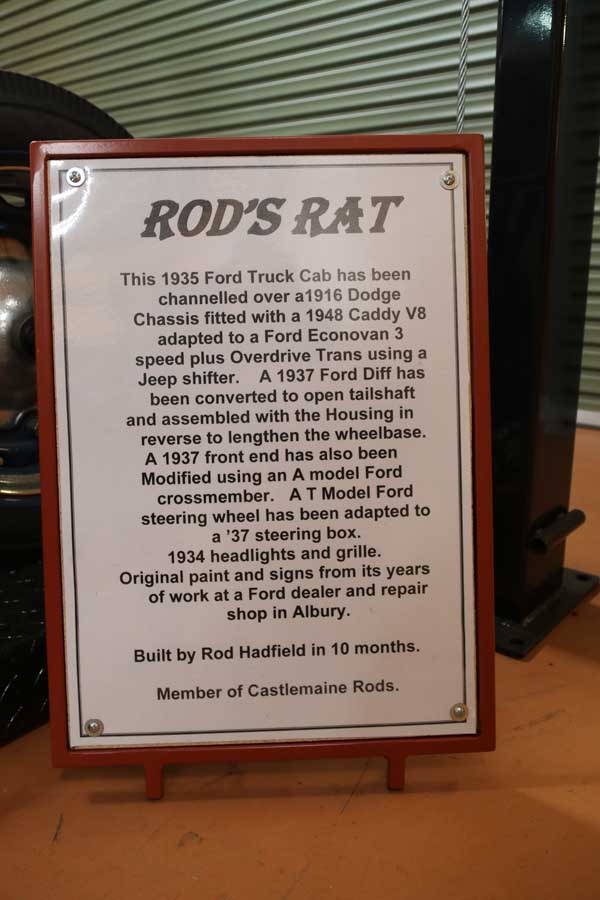 ROD'S RAT
This 1935 Ford Truck Cab has been
channelled over a1916 Dodge
Chassis fitted with a 1948 Caddy V8
adapted to a Ford Econovan 3
speed plus Overdrive Trans using a
Jeep shifter. A 1937 Ford Diff has
been converted to open tailshaft
and assembled with the Housing in
reverse to lengthen the wheelbase.
A 1937 front end has also been
Modified using an A model Ford
crossmember. A T Model Ford
steering wheel has been adapted to
a '37 steering box.
1934 headlights and grille.
Original paint and signs from its years
of work at a Ford dealer and repair
shop in Albury.
Built by Rod Hadfield in 10 months.
Member of Castlemaine Rods.